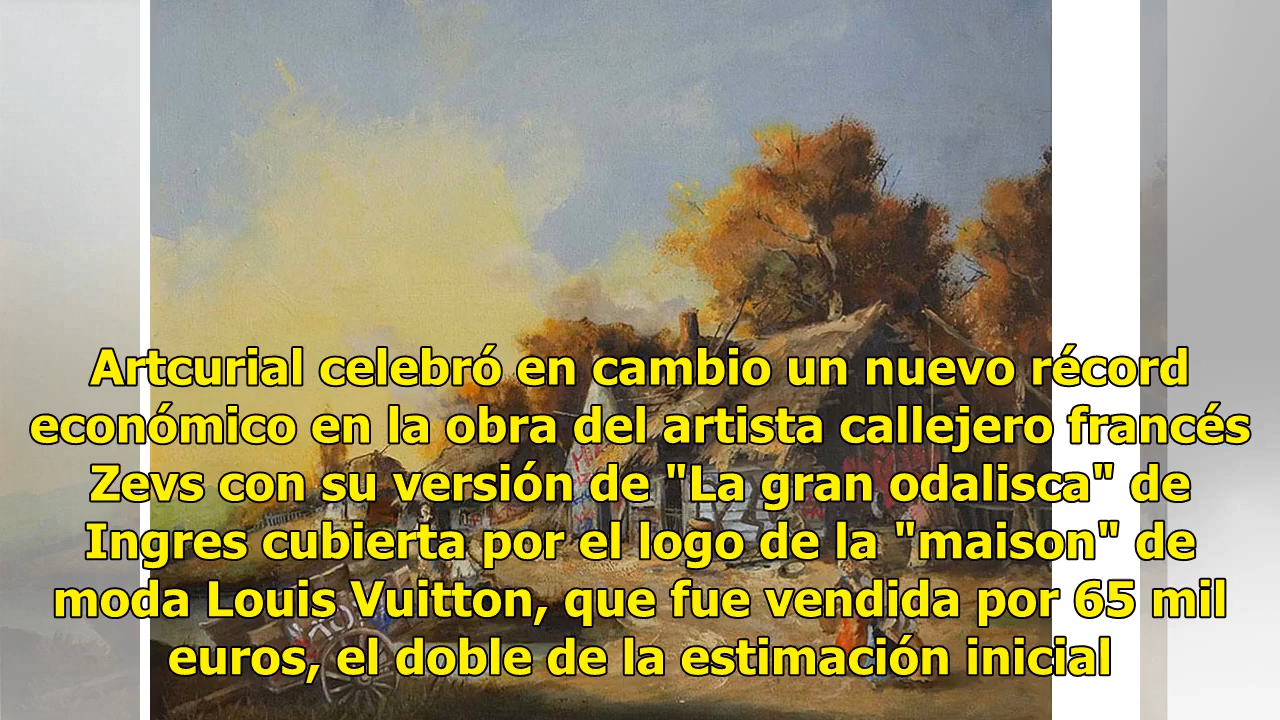 Artcurial celebró en cambio un nuevo récord
económico en la obra del artista callejero francés
Zevs con su versión de "La gran odalisca" de
Ingres cubierta por el logo de la "maison" de
moda Louis Vuitton, que fue vendida por 65 mil
euros, el doble de la estimación inicial